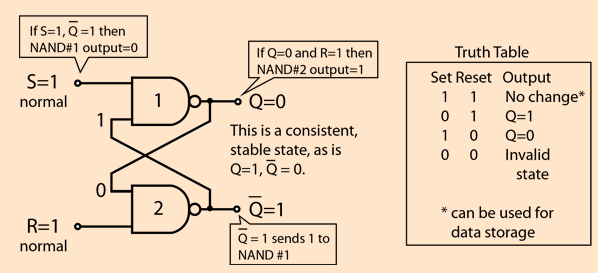 If S=1, Q̅ =1 then
NAND#1 output=0
S=1
normal
1
1
If Q=0 and R=1 then
NAND#2 output=1
Q=0
This is a consistent,
stable state, as is
Q=1, Q̅ = 0.
0
2
R=1
normal
Q̅=1
Q̅ = 1 sends 1 to
NAND #1
Truth Table
Set Reset Output
1 1 No change*
0 1 Q=1
1 0 Q=0
0 0 Invalid
state
* can be used for
data storage